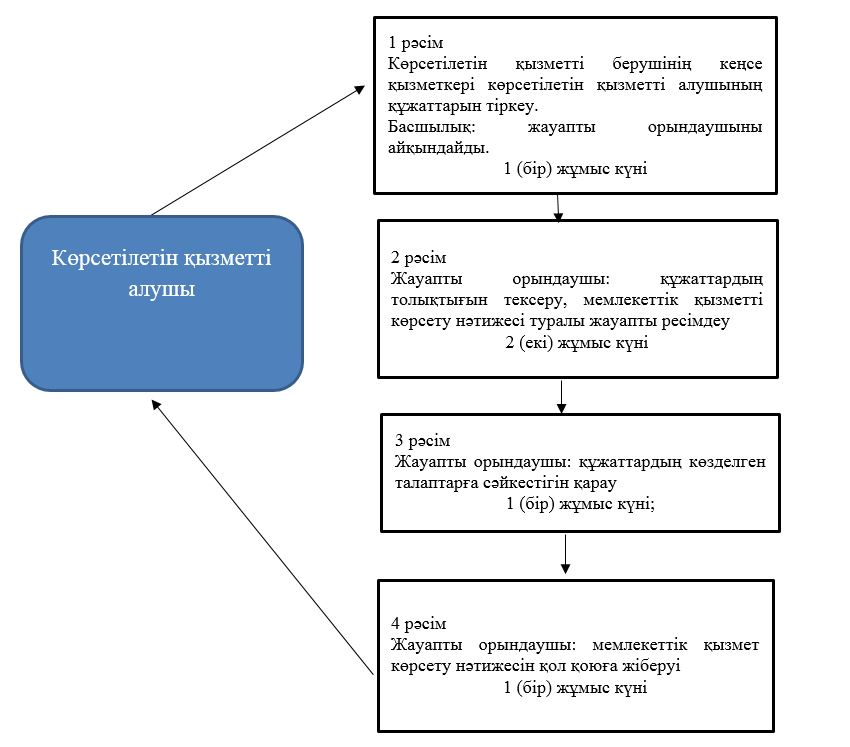 1 рәсім
Көрсетілетін қызметті берушінің кеңсе
қызметкері көрсетілетін қызметті алушының
құжаттарын тіркеу.
Басшылық: жауапты орындаушыны
айқындайды.
1 (бір) жұмыс күні
Көрсетілетін қызметті
алушы
2 рәсім
Жауапты орындаушы: құжаттардың
толықтығын тексеру, мемлекеттік қызметті
көрсету нәтижесі туралы жауапты ресімдеу
2 (екі) жұмыс күні
3 рәсім
Жауапты орындаушы: құжаттардың көзделген
талаптарға сәйкестігін қарау
1 (бір) жұмыс күні;
4 рәсім
Жауапты орындаушы: мемлекеттік қызмет
көрсету нәтижесін қол қоюға жіберуі
1 (бір) жұмыс күні